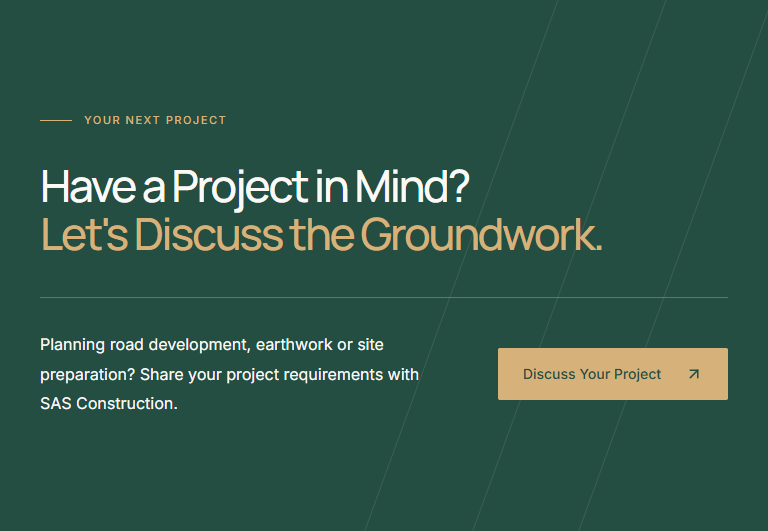 YOUR NEXT PROJECT
Have a Project in Mind?
Let's Discuss the Groundwork.
Planning road development, earthwork or site
preparation? Share your project requirements with
SAS Construction.
Discuss Your Project